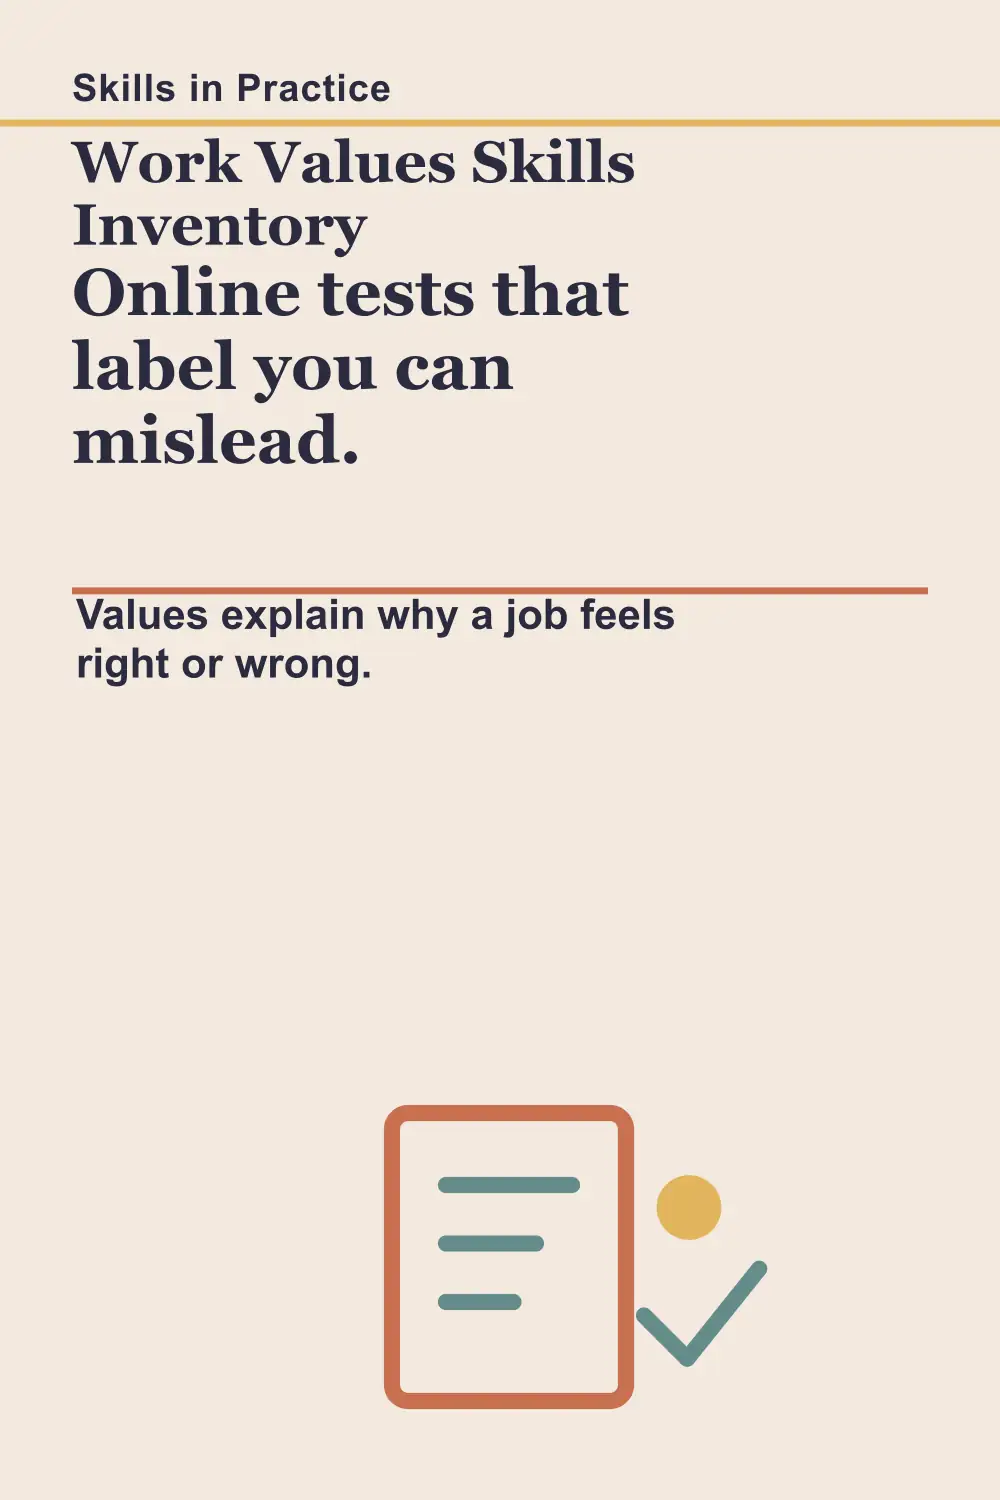 Skills in Practice
Work Values Skills
Inventory
Online tests that
label you can
mislead.
Values explain why a job feels
right or wrong.